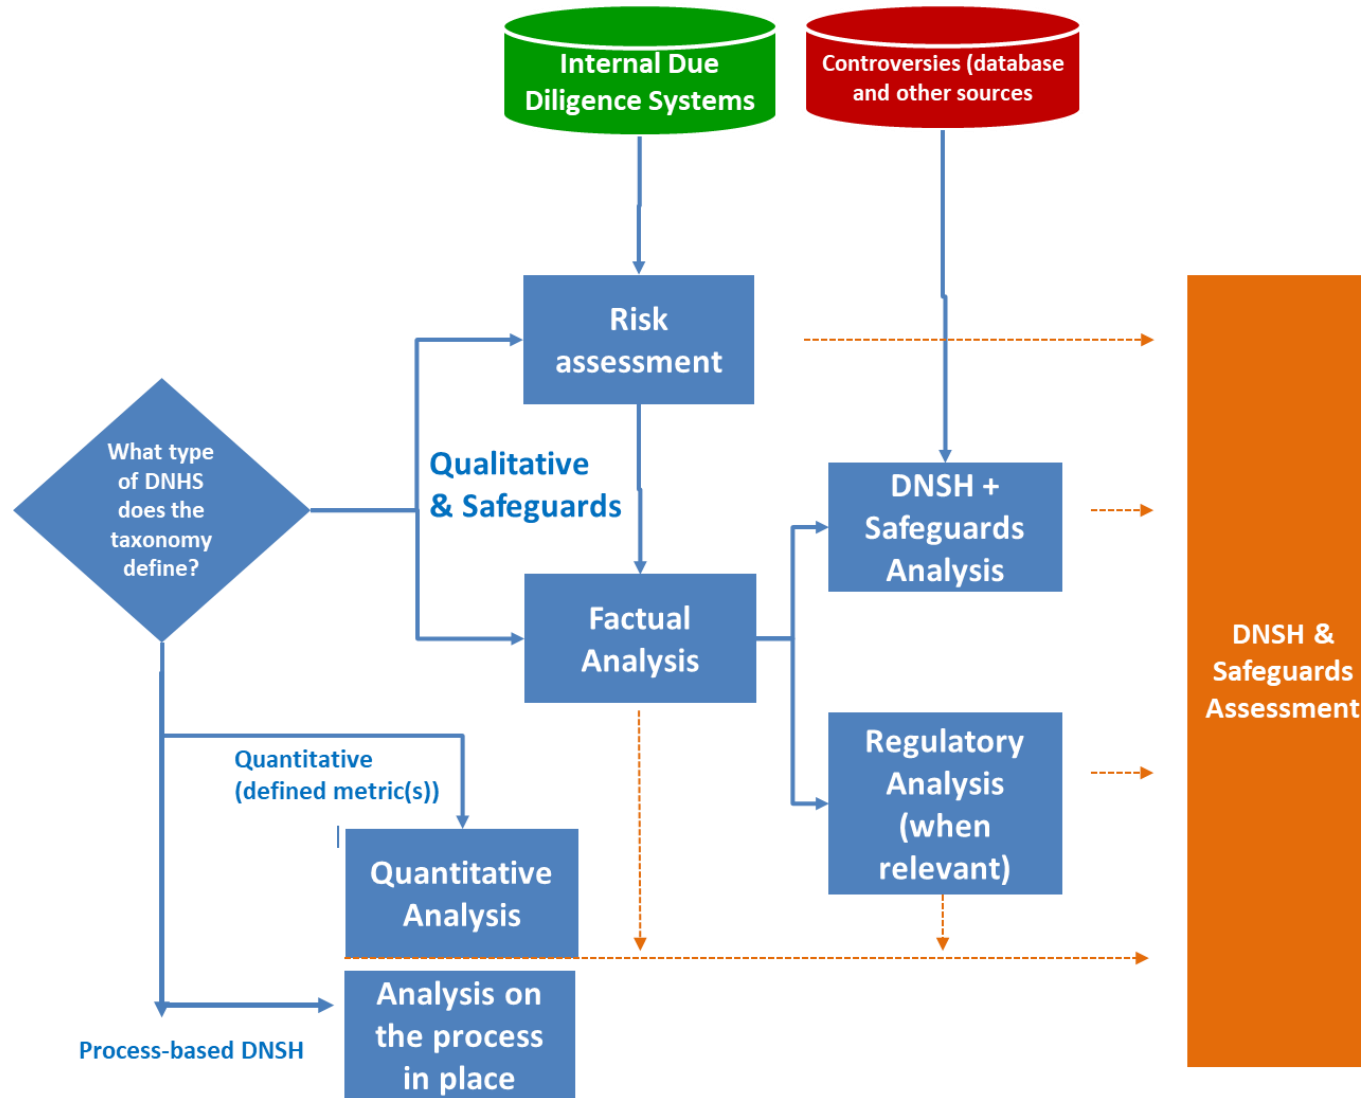 Internal Due
Diligence Systems
Controversies (database
and other sources
Risk
assessment
What type
of DNHS
does the
taxonomy
define?
Qualitative
& Safeguards
DNSH +
Safeguards
Analysis
Factual
Analysis
DNSH &
Safeguards
Assessment
Regulatory
Analysis
(when
relevant)
Quantitative
(defined metric(s))
Quantitative
Analysis
Analysis on
the process
in place
Process-based DNSH